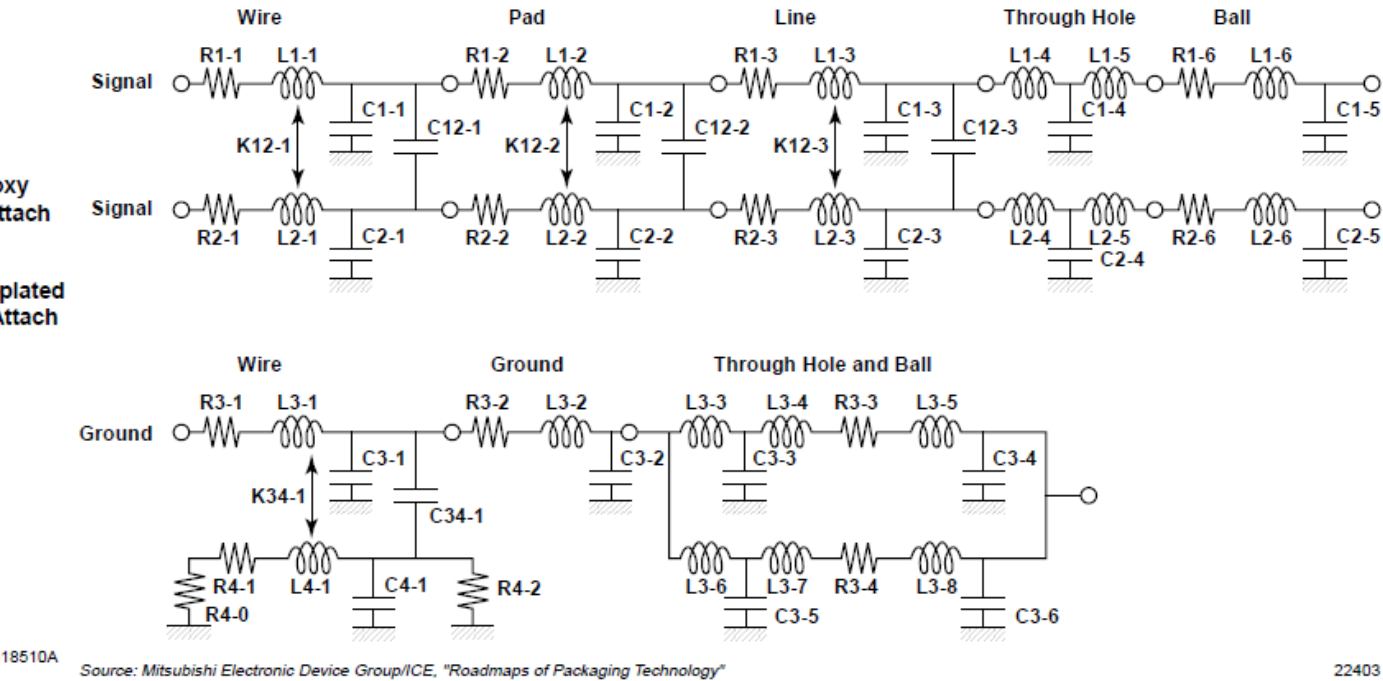 Wire Pad Line Through Hole Ball
R1-1 L1-1 R1-2 L1-2 R1-3 L1-3 L1-4 L1-5 R1-6 L1-6
Signal
C1-1 C1-2 C1-3 C1-4 C1-5
C12-1 C12-2 C12-3
K12-1 K12-2 K12-3
oxy
ttach
Signal
R2-1 L2-1 C2-1 R2-2 L2-2 C2-2 R2-3 L2-3 C2-3 L2-4 L2-5 R2-6 L2-6 C2-5
C2-4
plated
Attach
Wire Ground Through Hole and Ball
R3-1 L3-1 R3-2 L3-2 L3-3 L3-4 R3-3 L3-5
Ground
C3-1 C3-2 C3-3 C3-4
K34-1
C34-1
R4-1 L4-1 C4-1 R4-2 L3-6 L3-7 R3-4 L3-8
R4-0 C3-5 C3-6
18510A
Source: Mitsubishi Electronic Device Group/ICE, "Roadmaps of Packaging Technology"
22403